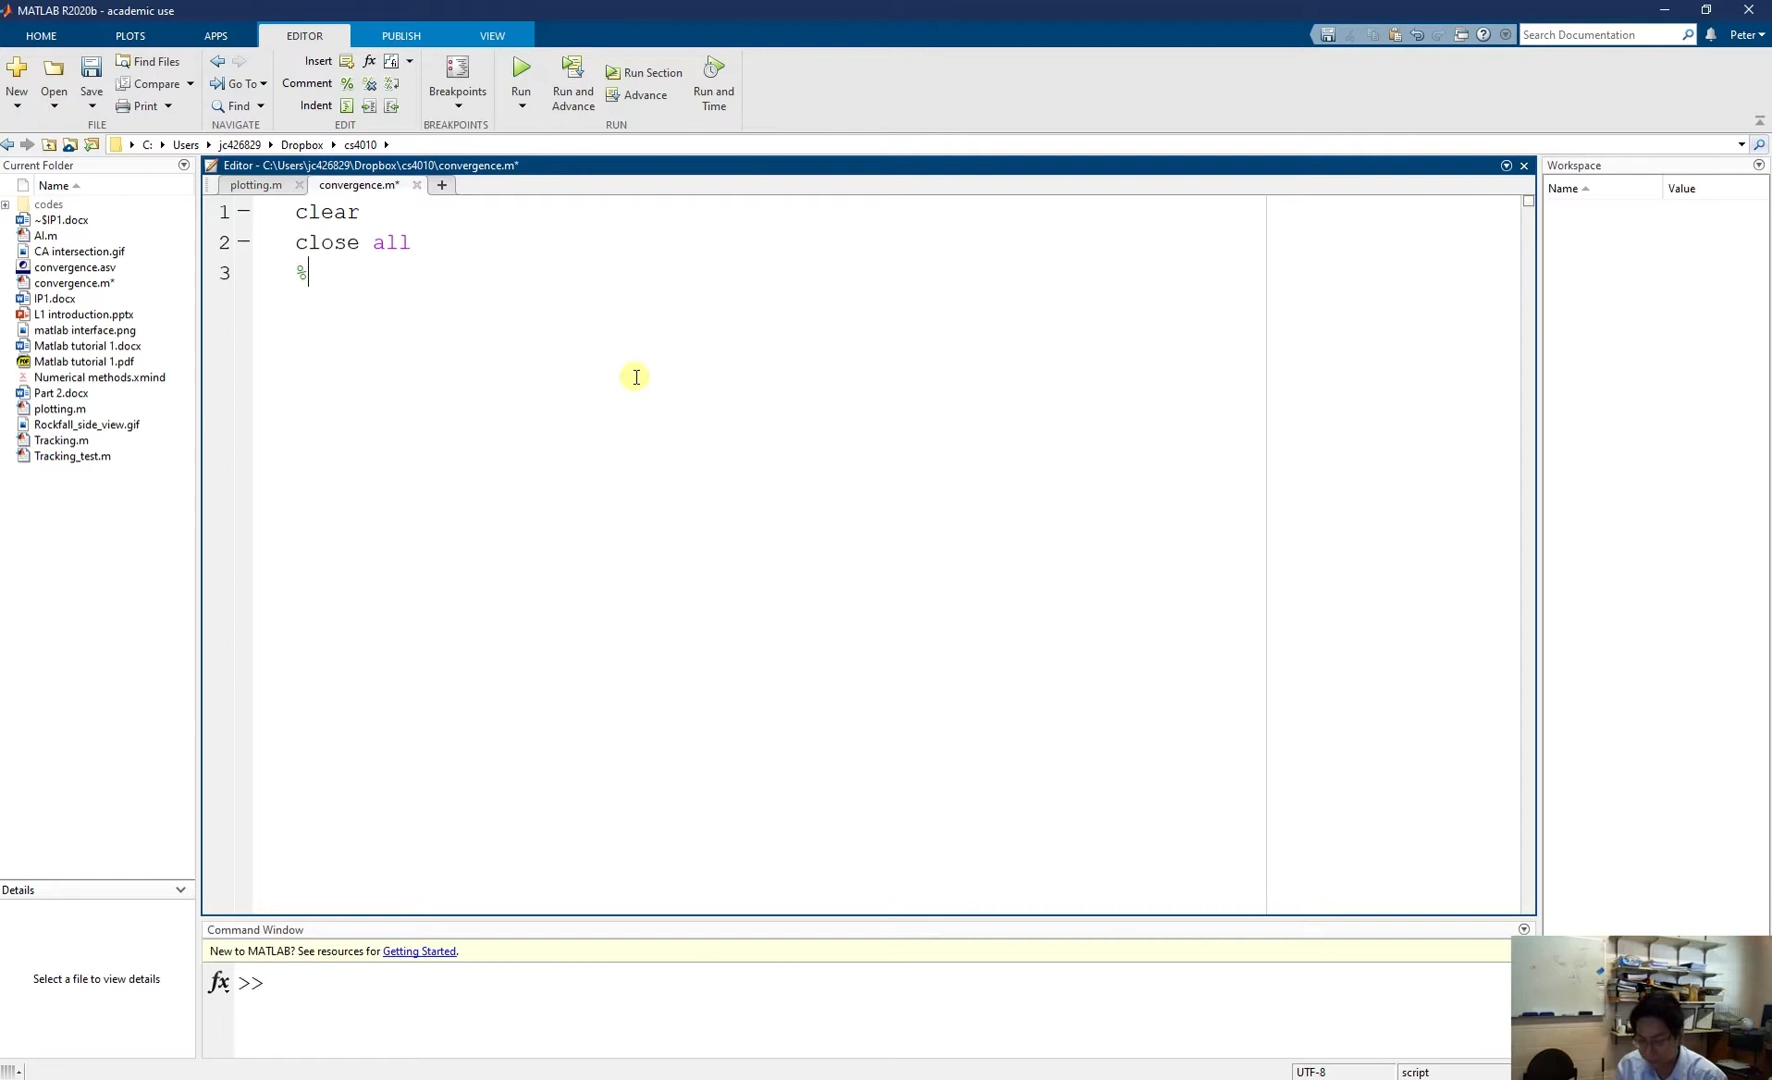 MATLAB R2020b - academic use
HOME PLOTS APPS EDITOR PUBLISH VIEW
Search Documentation
Peter
New
Open
Save
Find Files
Compare
Print
FILE
Go To
Find
NAVIGATE
Insert
Comment
Indent
EDIT
Breakpoints
BREAKPOINTS
Run
Run and Advance
Run Section
Advance
Run and Time
RUN
C: Users jc426829 Dropbox cs4010
Current Folder
Name
codes
~$IP1.docx
AI.m
CA intersection.gif
convergence.asv
convergence.m*
IP1.docx
L1 introduction.pptx
matlab interface.png
Matlab tutorial 1.docx
Matlab tutorial 1.pdf
Numerical methods.xmind
Part 2.docx
plotting.m
Rockfall_side_view.gif
Tracking.m
Tracking_test.m
Details
Select a file to view details
Editor - C:\Users\jc426829\Dropbox\cs4010\convergence.m*
plotting.m convergence.m*
1 clear
2 close all
3 %
Command Window
New to MATLAB? See resources for Getting Started.
fx >>
Workspace
Name Value
UTF-8 script